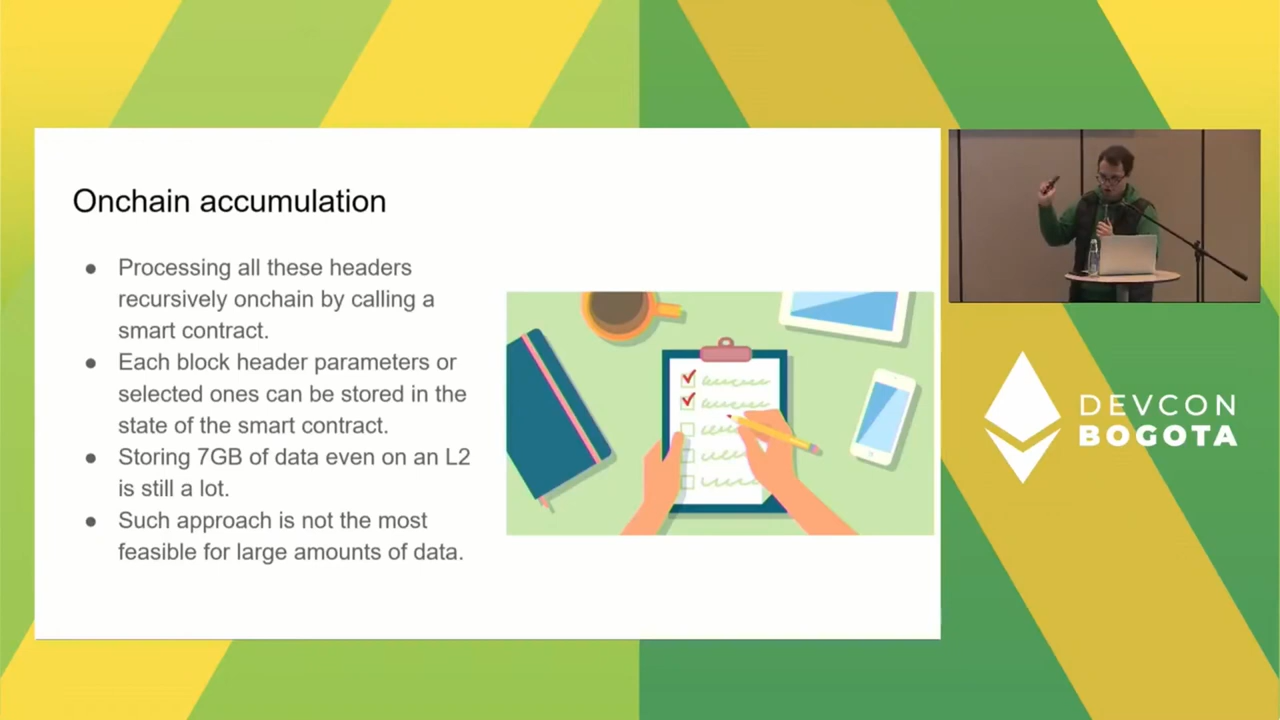 Onchain accumulation
● Processing all these headers
recursively onchain by calling a
smart contract.
● Each block header parameters or
selected ones can be stored in the
state of the smart contract.
● Storing 7GB of data even on an L2
is still a lot.
● Such approach is not the most
feasible for large amounts of data.
DEVCON
BOGOTA